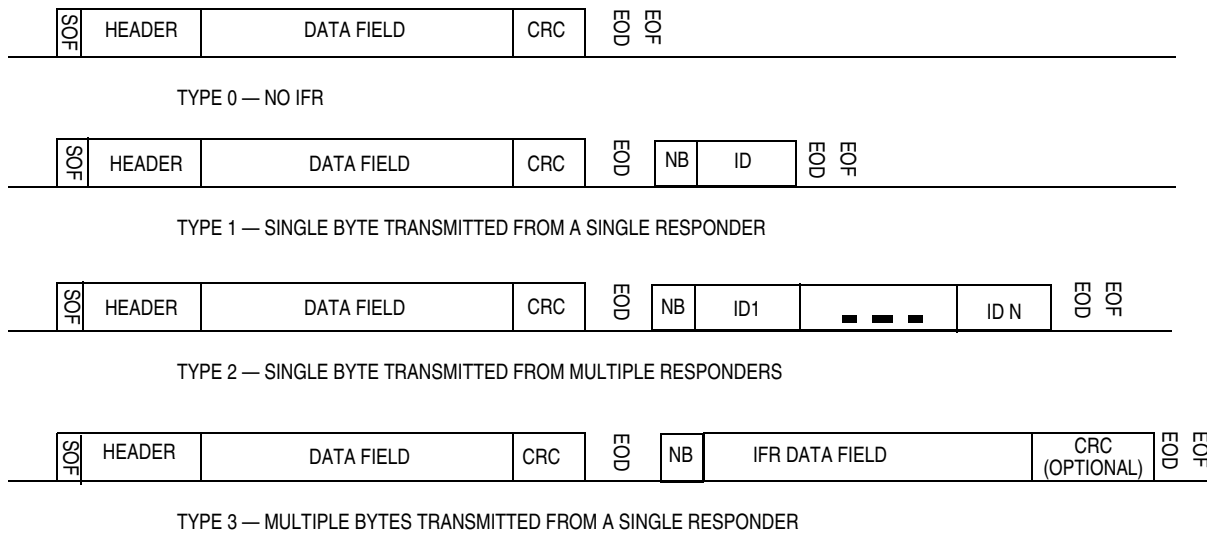 SOF HEADER DATA FIELD CRC EOD EOF
TYPE 0 — NO IFR
SOF HEADER DATA FIELD CRC EOD NB ID EOD EOF
TYPE 1 — SINGLE BYTE TRANSMITTED FROM A SINGLE RESPONDER
SOF HEADER DATA FIELD CRC EOD NB ID1 ID N EOD EOF
TYPE 2 — SINGLE BYTE TRANSMITTED FROM MULTIPLE RESPONDERS
SOF HEADER DATA FIELD CRC EOD NB IFR DATA FIELD CRC (OPTIONAL) EOD EOF
TYPE 3 — MULTIPLE BYTES TRANSMITTED FROM A SINGLE RESPONDER